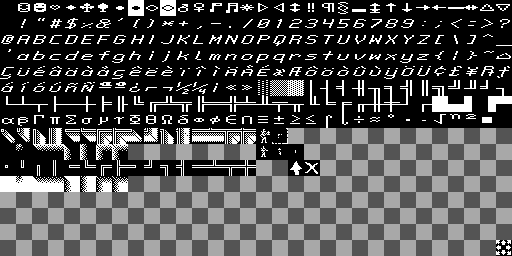 ☺☻♥♦♣♠•◘○◙♂♀♪♫☼►◄↕‼¶§▬↨↑↓→←∟↔▲▼
!"#$%&'()*+,-./0123456789:;<=>?
@ABCDEFGHIJKLMNOPQRSTUVWXYZ[\]^_
`abcdefghijklmnopqrstuvwxyz{|}~⌂
ÇüéâäàåçêëèïîìÄÅÉæÆôöòûùÿÖÜ¢£¥₧ƒ
áíóúñÑªº¿⌐¬½¼¡«»░▒▓│┤╡╢╖╕╣║╗╝╜╛┐
└┴┬├─┼╞╟╚╔╩╦╠═╬╧╨╤╥╙╘╒╓╫╪┘┌█▄▌▐▀
αßΓπΣσµτΦΘΩδ∞φε∩≡±≥≤⌠⌡÷≈°∙·√ⁿ²■